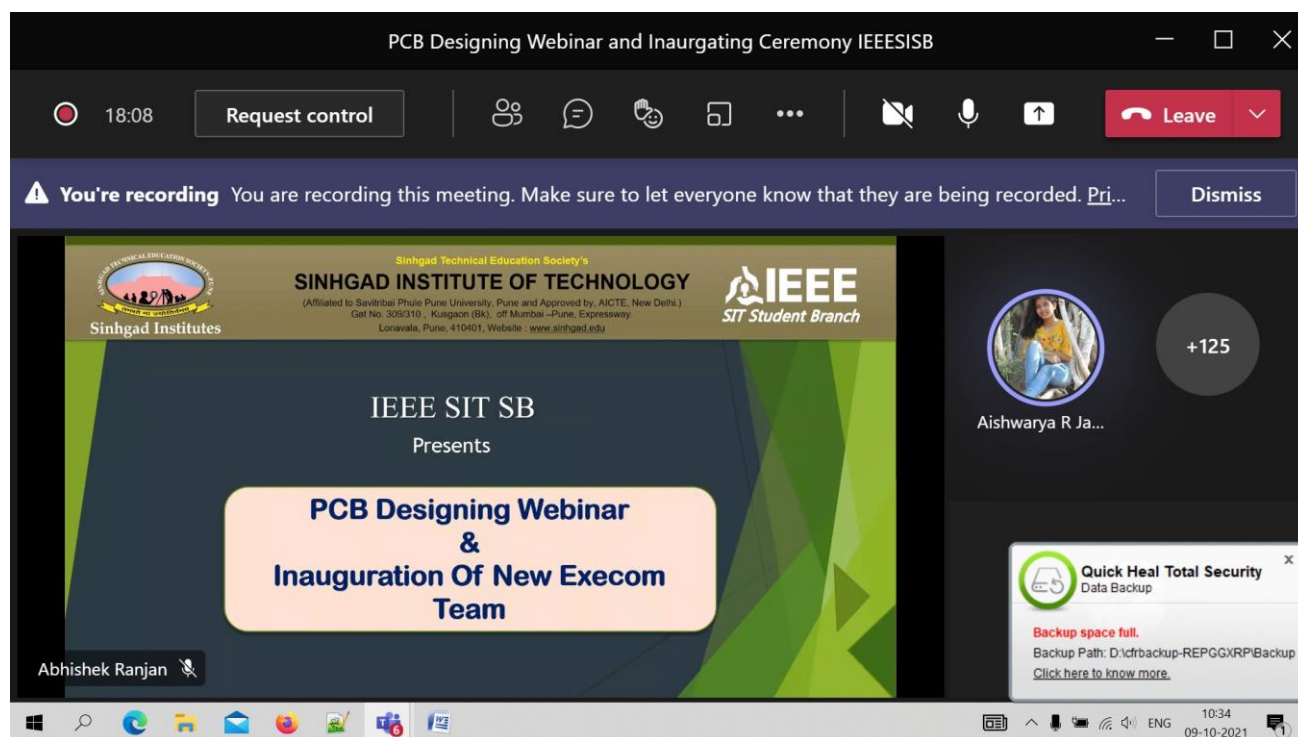 PCB Designing Webinar and Inaurgating Ceremony IEEESISB
18:08
Request control
Leave
You're recording You are recording this meeting. Make sure to let everyone know that they are being recorded. Pri...
Dismiss
Sinhgad Technical Education Society's
SINHGAD INSTITUTE OF TECHNOLOGY
(Affiliated to Savitribai Phule Pune University, Pune and Approved by, AICTE, New Delhi.)
Gat No. 309/310 , Kusgaon (Bk), off Mumbai –Pune, Expressway.
Lonavala, Pune, 410401, Website : www.sinhgad.edu
Sinhgad Institutes
IEEE
SIT Student Branch
IEEE SIT SB
Presents
PCB Designing Webinar
&
Inauguration Of New Execom
Team
Abhishek Ranjan
Aishwarya R Ja...
+125
Quick Heal Total Security
x
Data Backup
Backup space full.
Backup Path: D:\cfrbackup-REPGGXRP\Backup
Click here to know more.
ENG
10:34
09-10-2021
1